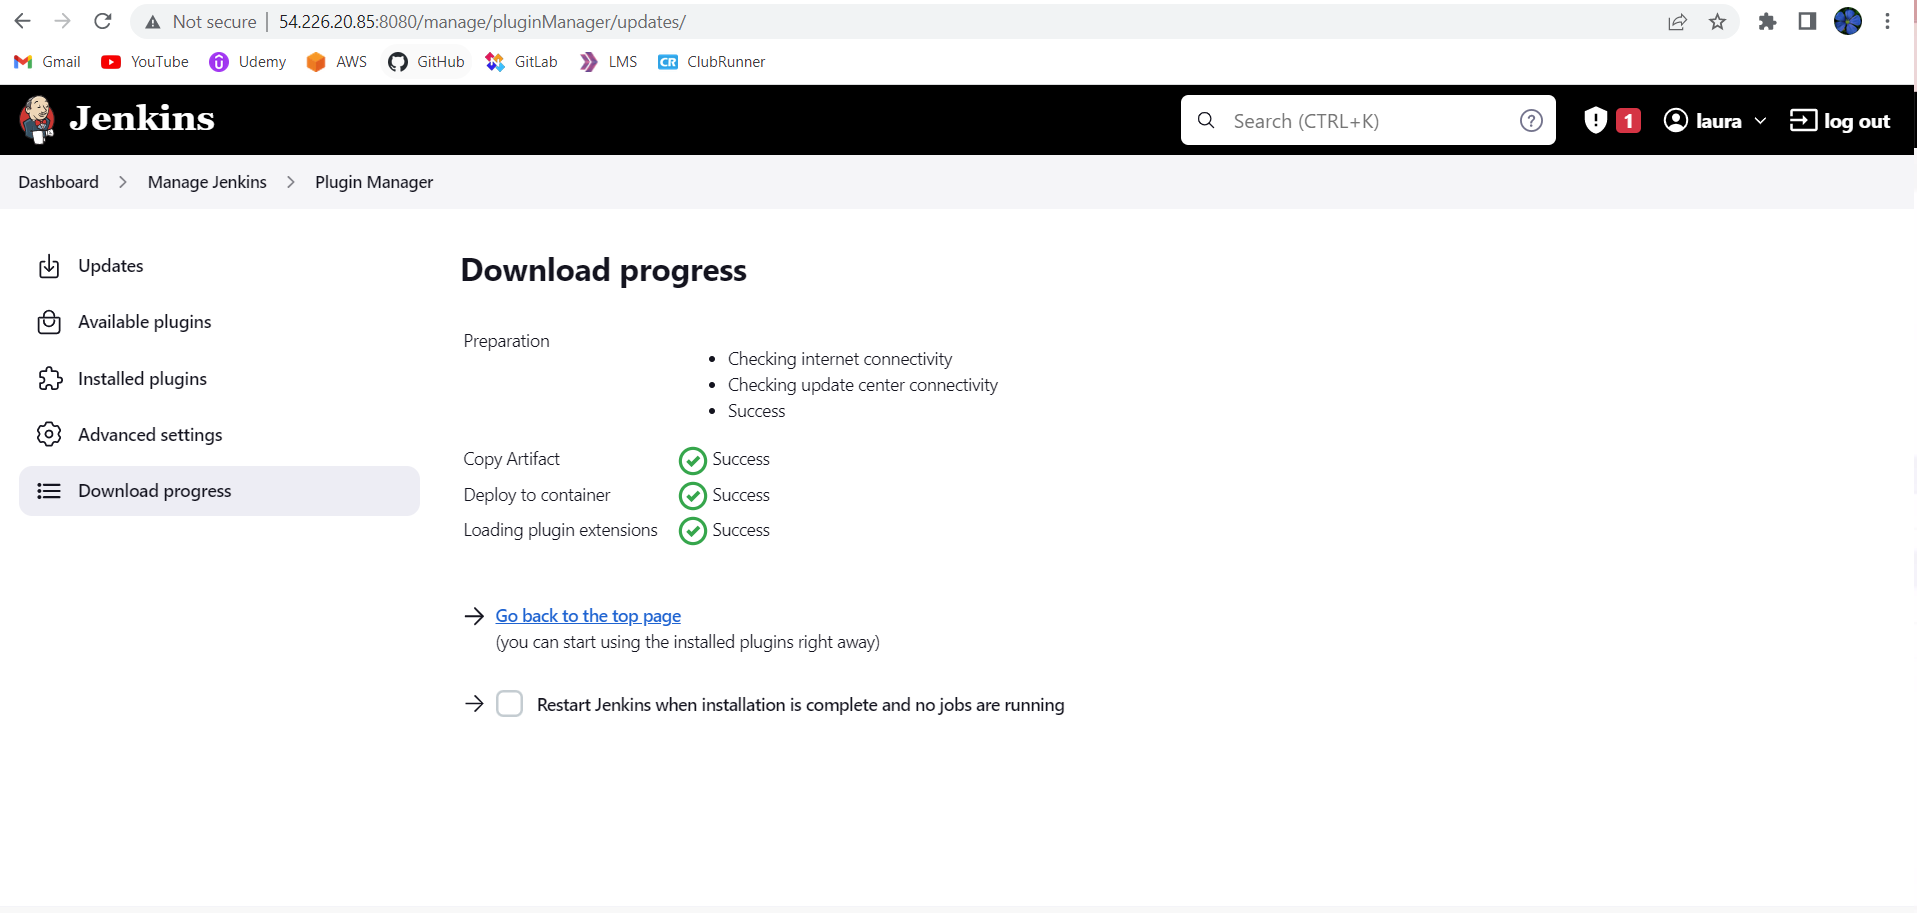 Not secure | 54.226.20.85:8080/manage/pluginManager/updates/
Gmail YouTube Udemy AWS GitHub GitLab LMS CR ClubRunner
Jenkins Search (CTRL+K) ? ! 1 laura log out
Dashboard > Manage Jenkins > Plugin Manager
Updates
Available plugins
Installed plugins
Advanced settings
Download progress
Download progress
Preparation
• Checking internet connectivity
• Checking update center connectivity
• Success
Copy Artifact Success
Deploy to container Success
Loading plugin extensions Success
→ Go back to the top page
(you can start using the installed plugins right away)
→ Restart Jenkins when installation is complete and no jobs are running